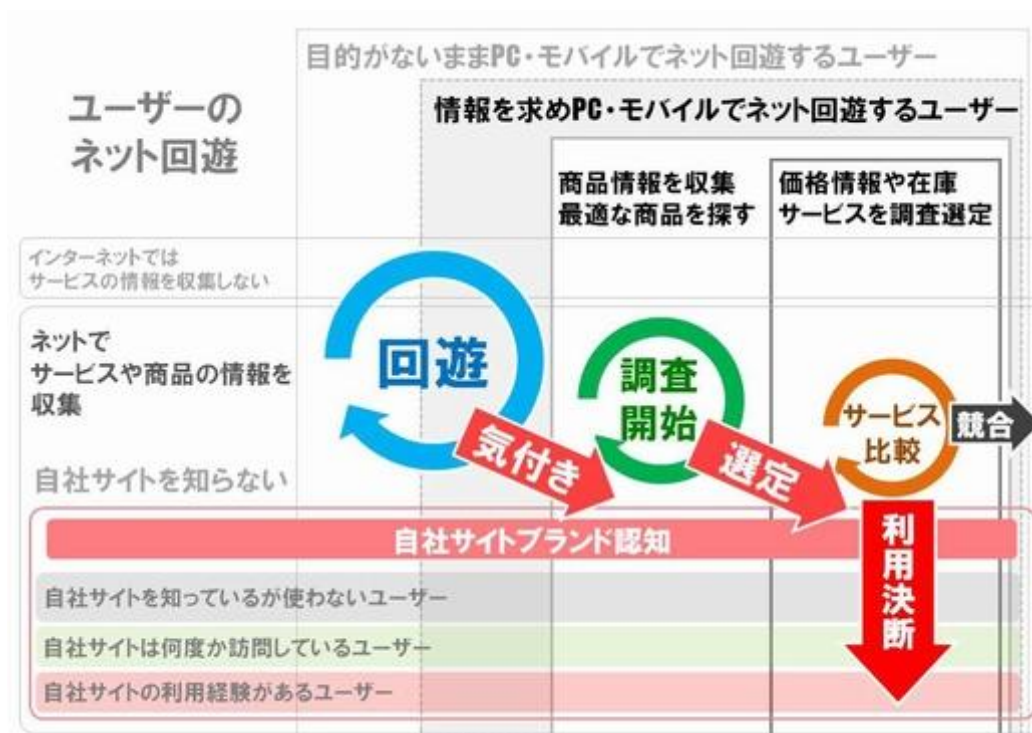 目的がないままPC・モバイルでネット回遊するユーザー
ユーザーの
ネット回遊
情報を求めPC・モバイルでネット回遊するユーザー
商品情報を収集
最適な商品を探す
価格情報や在庫
サービスを調査選定
インターネットでは
サービスの情報を収集しない
ネットで
サービスや商品の情報を
収集
回遊
調査
開始
サービス
比較
競合
気付き
選定
自社サイトを知らない
自社サイトブランド認知
利用決断
自社サイトを知っているが使わないユーザー
自社サイトは何度か訪問しているユーザー
自社サイトの利用経験があるユーザー